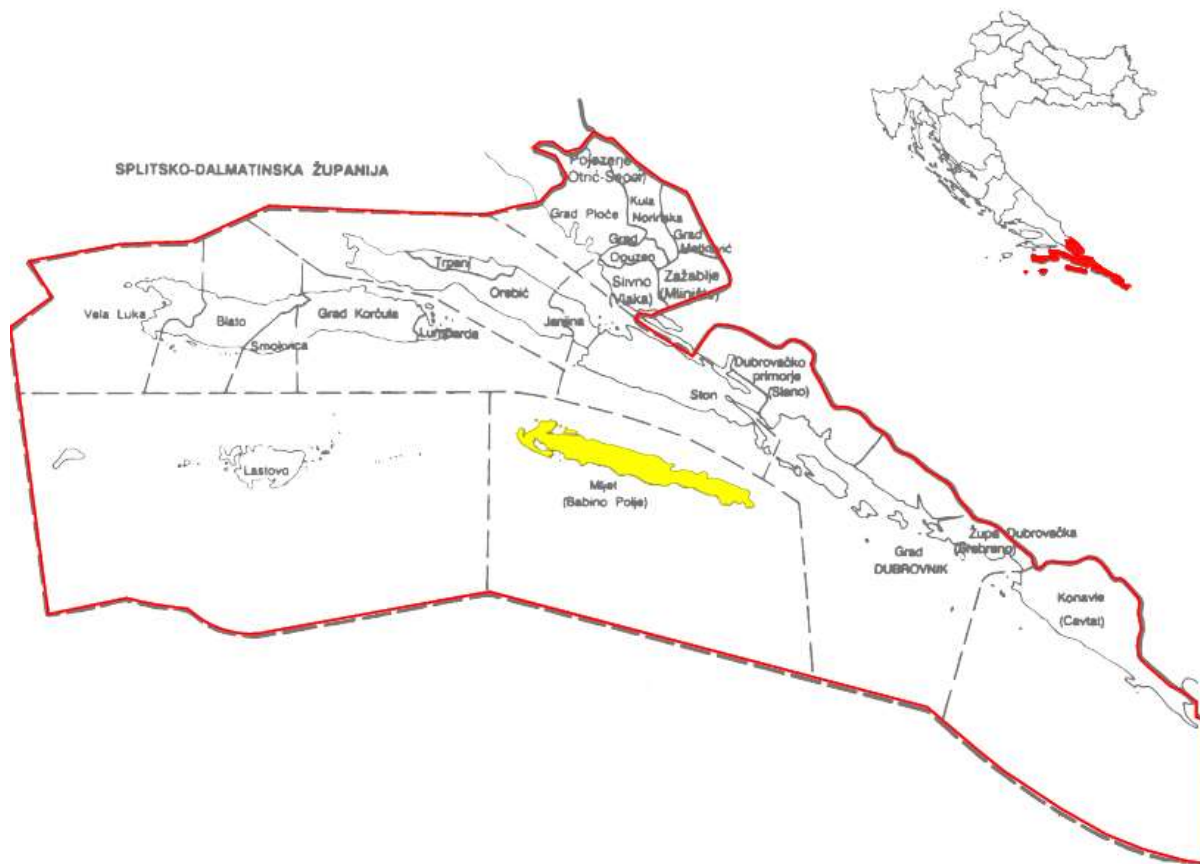 SPLITSKO-DALMATINSKA ŽUPANIJA
Pojezerje
(Otrić-Seoci)
Grad Ploče
Kula
Norinska
Grad
Metković
Grad
Opuzen
Slivno
(Vlaka)
Zažablje
(Mlinište)
Trpanj
Orebić
Janjina
Vela Luka
Blato
Smokvica
Grad Korčula
Lumbarda
Dubrovačko
primorje
(Slano)
Ston
Lastovo
Mljet
(Babino Polje)
Župa Dubrovačka
(Srebreno)
Grad
DUBROVNIK
Konavle
(Cavtat)